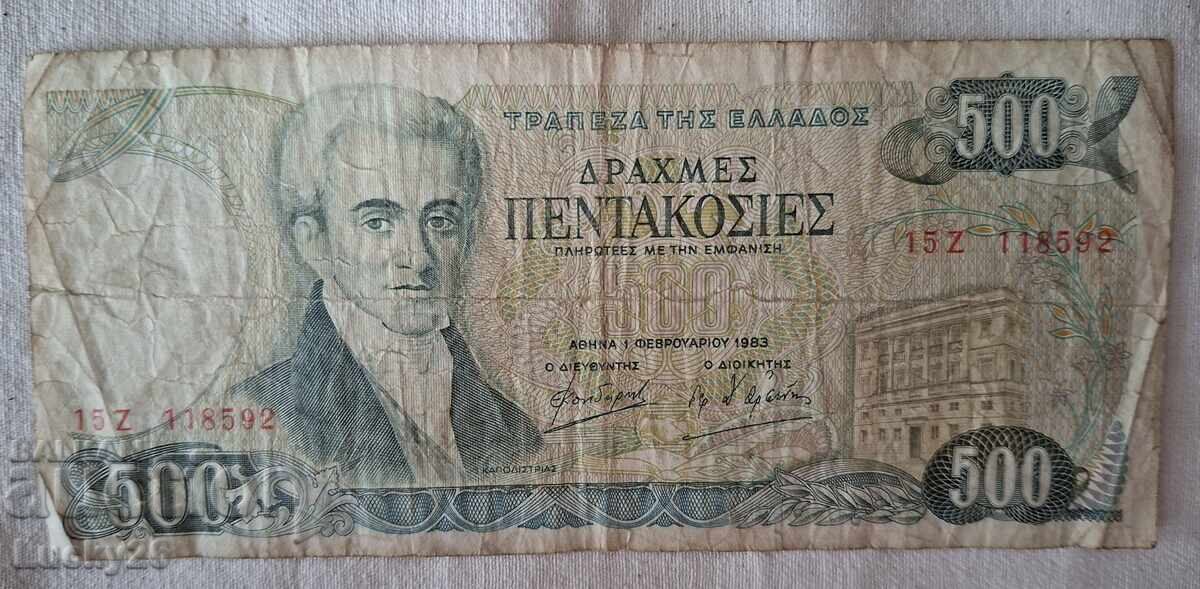 ΤΡΑΠΕΖΑ ΤΗΣ ΕΛΛΑΔΟΣ
500
ΔΡΑΧΜΕΣ
ΠΕΝΤΑΚΟΣΙΕΣ
ΠΛΗΡΩΤΕΕΣ ΜΕ ΤΗΝ ΕΜΦΑΝΙΣΗ
15Z 118592
500
ΑΘΗΝΑ 1 ΦΕΒΡΟΥΑΡΙΟΥ 1983
Ο ΔΙΕΥΘΥΝΤΗΣ Ο ΔΙΟΙΚΗΤΗΣ
15Z 118592
Ι ΚΑΠΟΔΙΣΤΡΙΑΣ
500
500
Lucky26